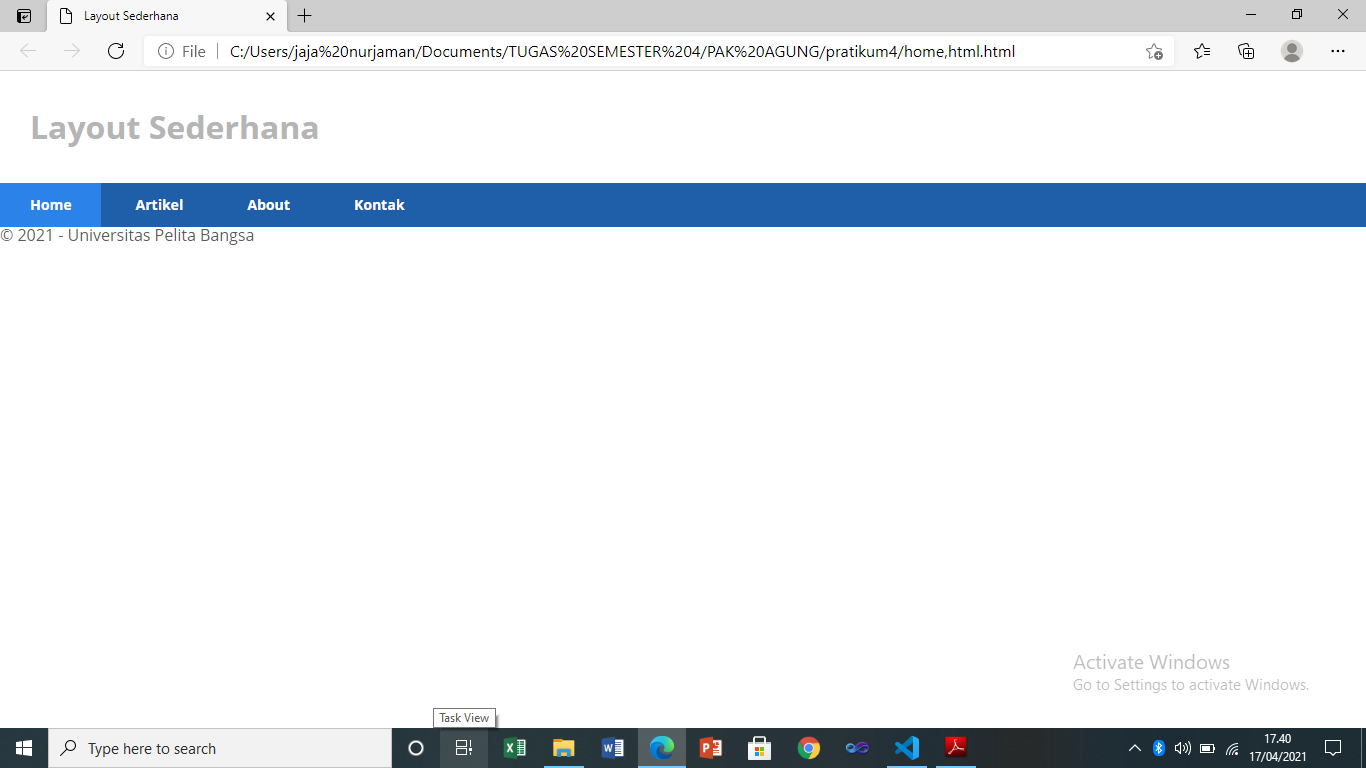 Layout Sederhana
File
C:/Users/jaja%20nurjaman/Documents/TUGAS%20SEMESTER%204/PAK%20AGUNG/pratikum4/home,html.html
Layout Sederhana
Home Artikel About Kontak
© 2021 - Universitas Pelita Bangsa
Activate Windows
Go to Settings to activate Windows.
Task View
Type here to search
17.40
17/04/2021